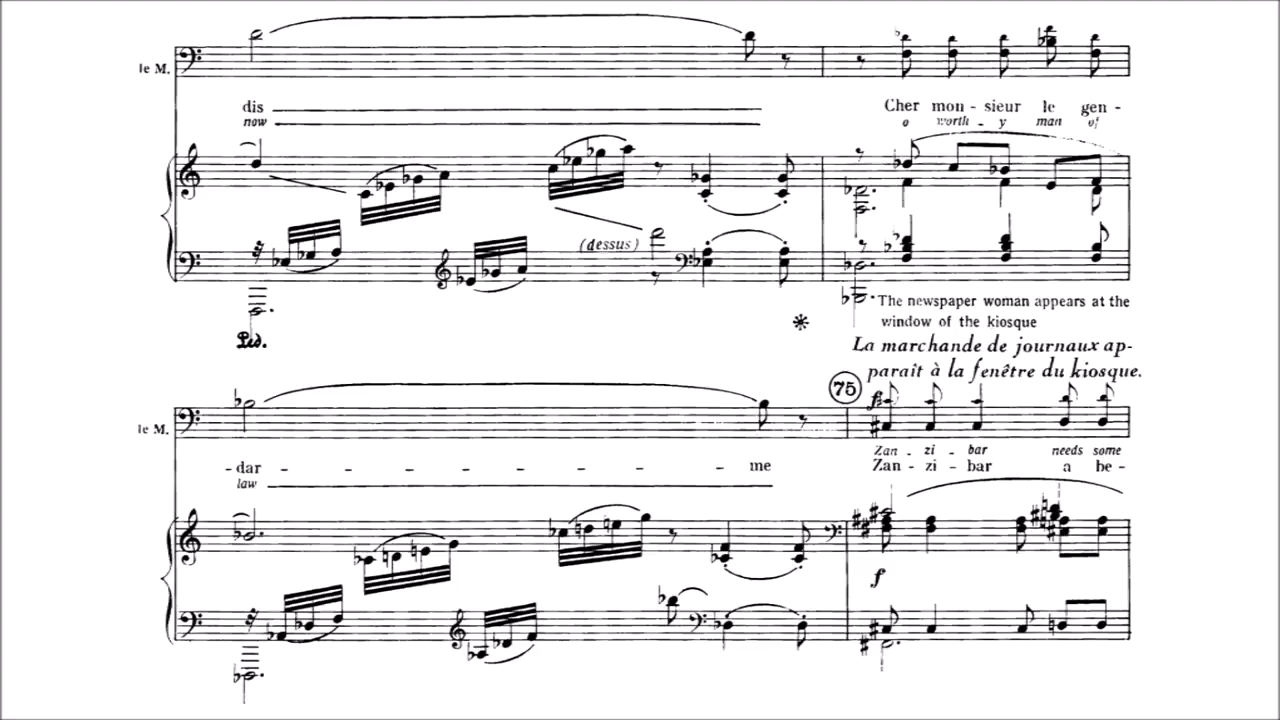 le M.
dis
now
Cher mon - sieur le gen -
o worth - y man of
(dessus)
Ped.
The newspaper woman appears at the
window of the kiosque
La marchande de journaux ap-
paraît à la fenêtre du kiosque.
75
le M.
f
Zan - zi - bar needs some
- dar - - - - - - - - me Zan - zi - bar a be -
law
f